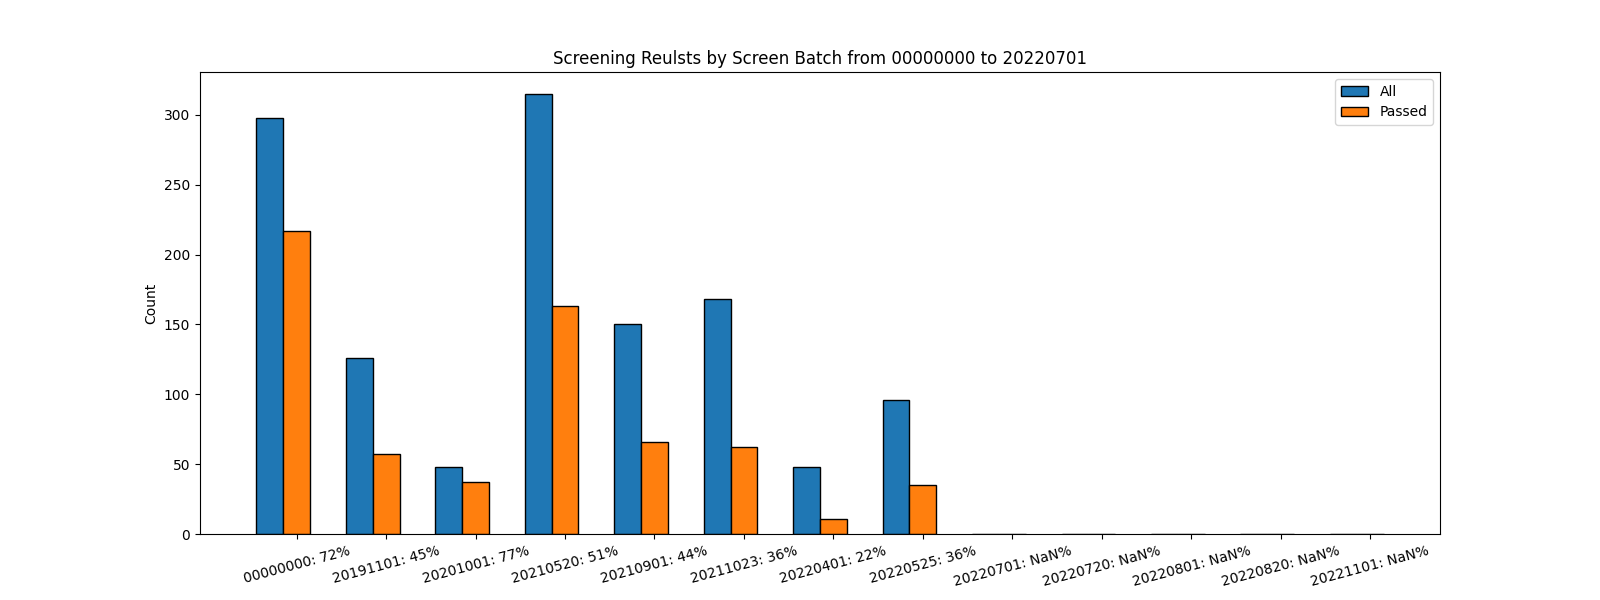 Screening Reulsts by Screen Batch from 00000000 to 20220701
All
Passed
Count
300
250
200
150
100
50
0
00000000: 72%
20191101: 45%
20201001: 77%
20210520: 51%
20210901: 44%
20211023: 36%
20220401: 22%
20220525: 36%
20220701: NaN%
20220720: NaN%
20220801: NaN%
20220820: NaN%
20221101: NaN%